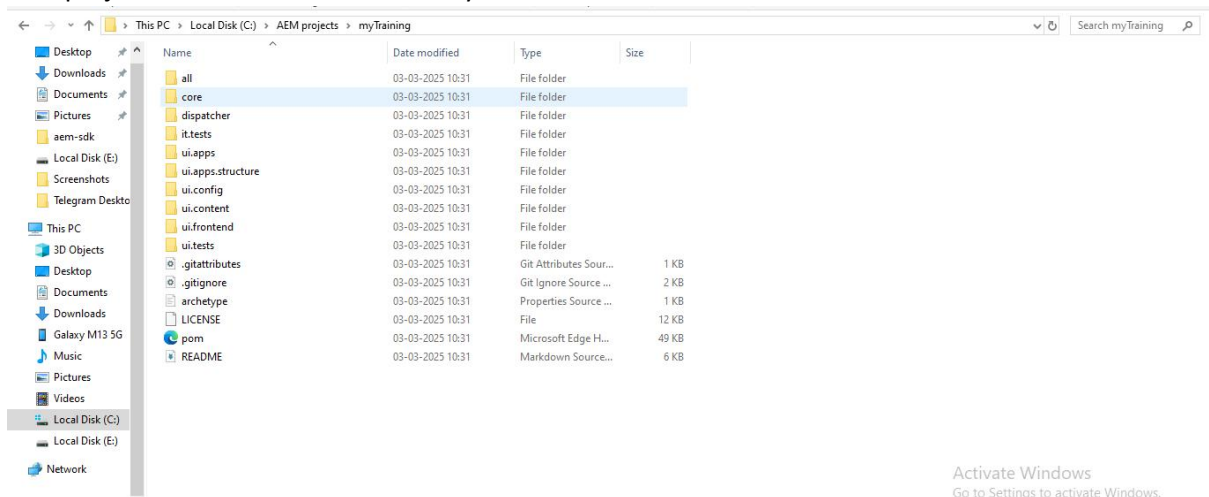 This PC > Local Disk (C:) > AEM projects > myTraining
Search myTraining
Desktop
Downloads
Documents
Pictures
aem-sdk
Local Disk (E:)
Screenshots
Telegram Deskto
This PC
3D Objects
Desktop
Documents
Downloads
Galaxy M13 5G
Music
Pictures
Videos
Local Disk (C:)
Local Disk (E:)
Network
Name Date modified Type Size
all 03-03-2025 10:31 File folder
core 03-03-2025 10:31 File folder
dispatcher 03-03-2025 10:31 File folder
it.tests 03-03-2025 10:31 File folder
ui.apps 03-03-2025 10:31 File folder
ui.apps.structure 03-03-2025 10:31 File folder
ui.config 03-03-2025 10:31 File folder
ui.content 03-03-2025 10:31 File folder
ui.frontend 03-03-2025 10:31 File folder
ui.tests 03-03-2025 10:31 File folder
.gitattributes 03-03-2025 10:31 Git Attributes Sour... 1 KB
.gitignore 03-03-2025 10:31 Git Ignore Source ... 2 KB
archetype 03-03-2025 10:31 Properties Source ... 1 KB
LICENSE 03-03-2025 10:31 File 12 KB
pom 03-03-2025 10:31 Microsoft Edge H... 49 KB
README 03-03-2025 10:31 Markdown Source... 6 KB
Activate Windows
Go to Settings to activate Windows.